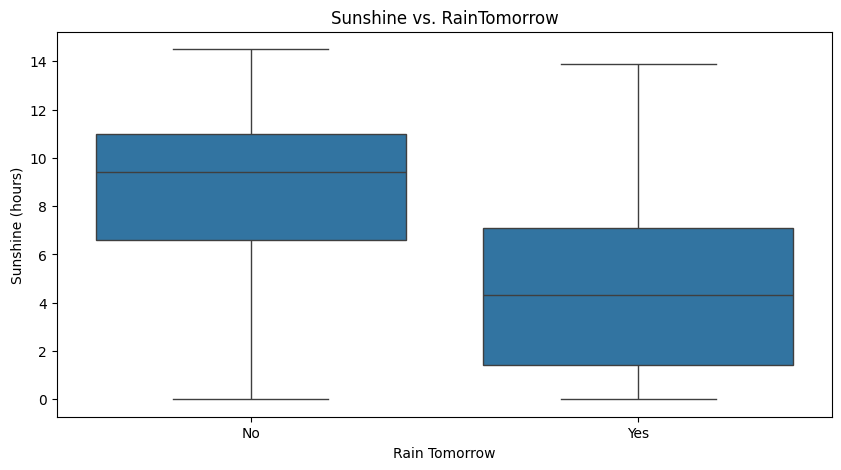 Sunshine vs. RainTomorrow
Sunshine (hours)
14
12
10
8
6
4
2
0
No
Yes
Rain Tomorrow